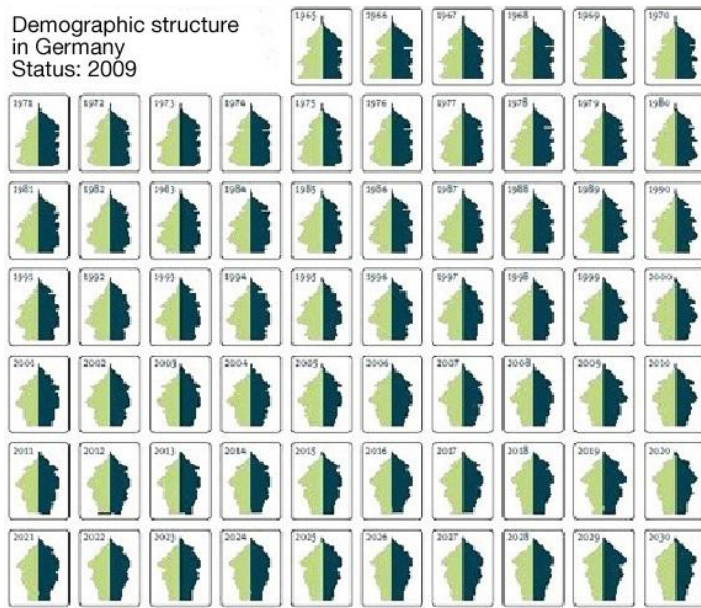 Demographic structure
in Germany
Status: 2009
1965 1966 1967 1968 1969 1970
1971 1972 1973 1974 1975 1976 1977 1978 1979 1980
1981 1982 1983 1984 1985 1986 1987 1988 1989 1990
1991 1992 1993 1994 1995 1996 1997 1998 1999 2000
2001 2002 2003 2004 2005 2006 2007 2008 2009 2010
2011 2012 2013 2014 2015 2016 2017 2018 2019 2020
2021 2022 2023 2024 2025 2026 2027 2028 2029 2030